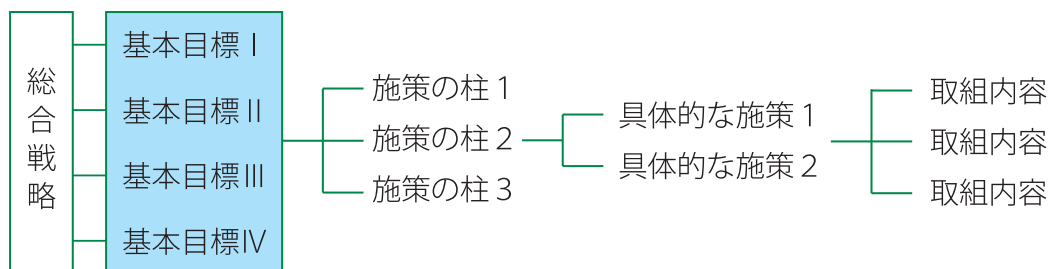 総合戦略
基本目標Ⅰ
基本目標Ⅱ
基本目標Ⅲ
基本目標Ⅳ
施策の柱1
施策の柱2
施策の柱3
具体的な施策1
具体的な施策2
取組内容
取組内容
取組内容